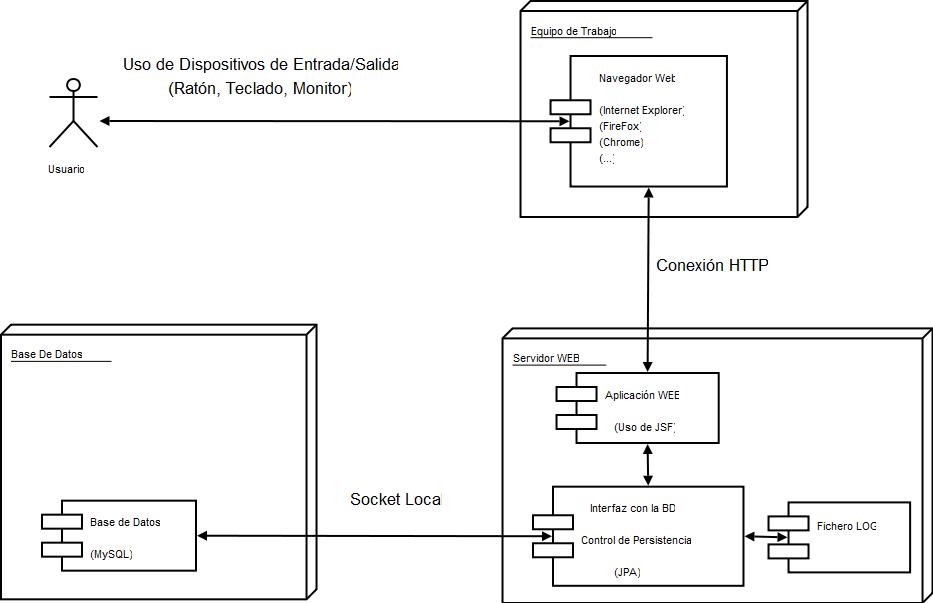 Equipo de Trabajo
Uso de Dispositivos de Entrada/Salida
(Ratón, Teclado, Monitor)
Navegador Web
(Internet Explorer)
(FireFox)
(Chrome)
(...)
Usuario
Conexión HTTP
Base De Datos
Servidor WEB
Aplicación WEB
(Uso de JSF)
Socket Local
Base de Datos
(MySQL)
Interfaz con la BD
Control de Persistencia
(JPA)
Fichero LOG